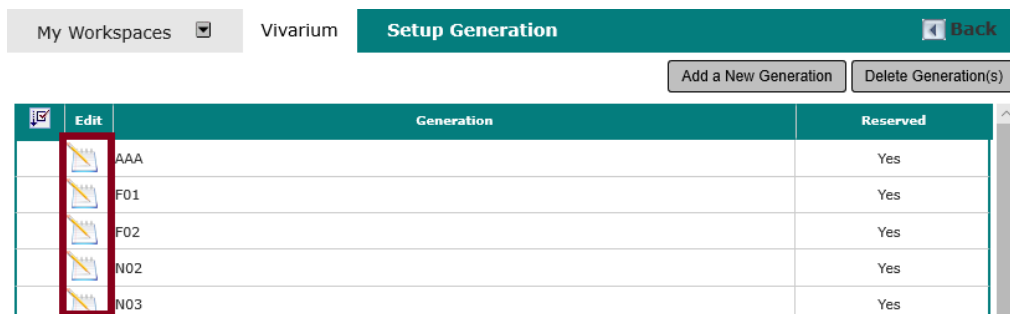 My Workspaces Vivarium Setup Generation Back
Add a New Generation Delete Generation(s)
Edit Generation Reserved
AAA Yes
F01 Yes
F02 Yes
N02 Yes
N03 Yes